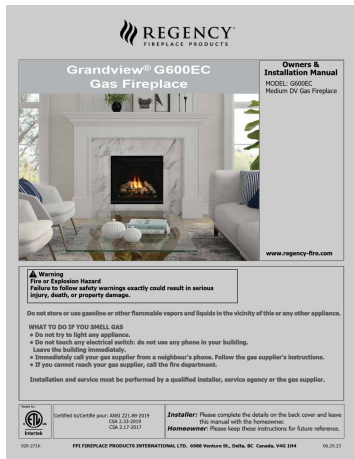 REGENCY®
FIREPLACE PRODUCTS
Grandview® G600EC
Gas Fireplace
Owners &
Installation Manual
MODEL: G600EC
Medium DV Gas Fireplace
www.regency-fire.com
Warning
Fire or Explosion Hazard
Failure to follow safety warnings exactly could result in serious
injury, death, or property damage.
Do not store or use gasoline or other flammable vapors and liquids in the vicinity of this or any other appliance.
WHAT TO DO IF YOU SMELL GAS
• Do not try to light any appliance.
• Do not touch any electrical switch: do not use any phone in your building.
Leave the building immediately.
• Immediately call your gas supplier from a neighbour's phone. Follow the gas supplier's instructions.
• If you cannot reach your gas supplier, call the fire department.
Installation and service must be performed by a qualified installer, service agency or the gas supplier.
Tested by:
ETL
Intertek
Certified to/Certifié pour: ANSI Z21.88-2019
CSA 2.33-2019
CSA 2.17-2017
Installer: Please complete the details on the back cover and leave
this manual with the homeowner.
Homeowner: Please keep these instructions for future reference.
920-271k
FPI FIREPLACE PRODUCTS INTERNATIONAL LTD. 6988 Venture St., Delta, BC Canada, V4G 1H4
06.29.23